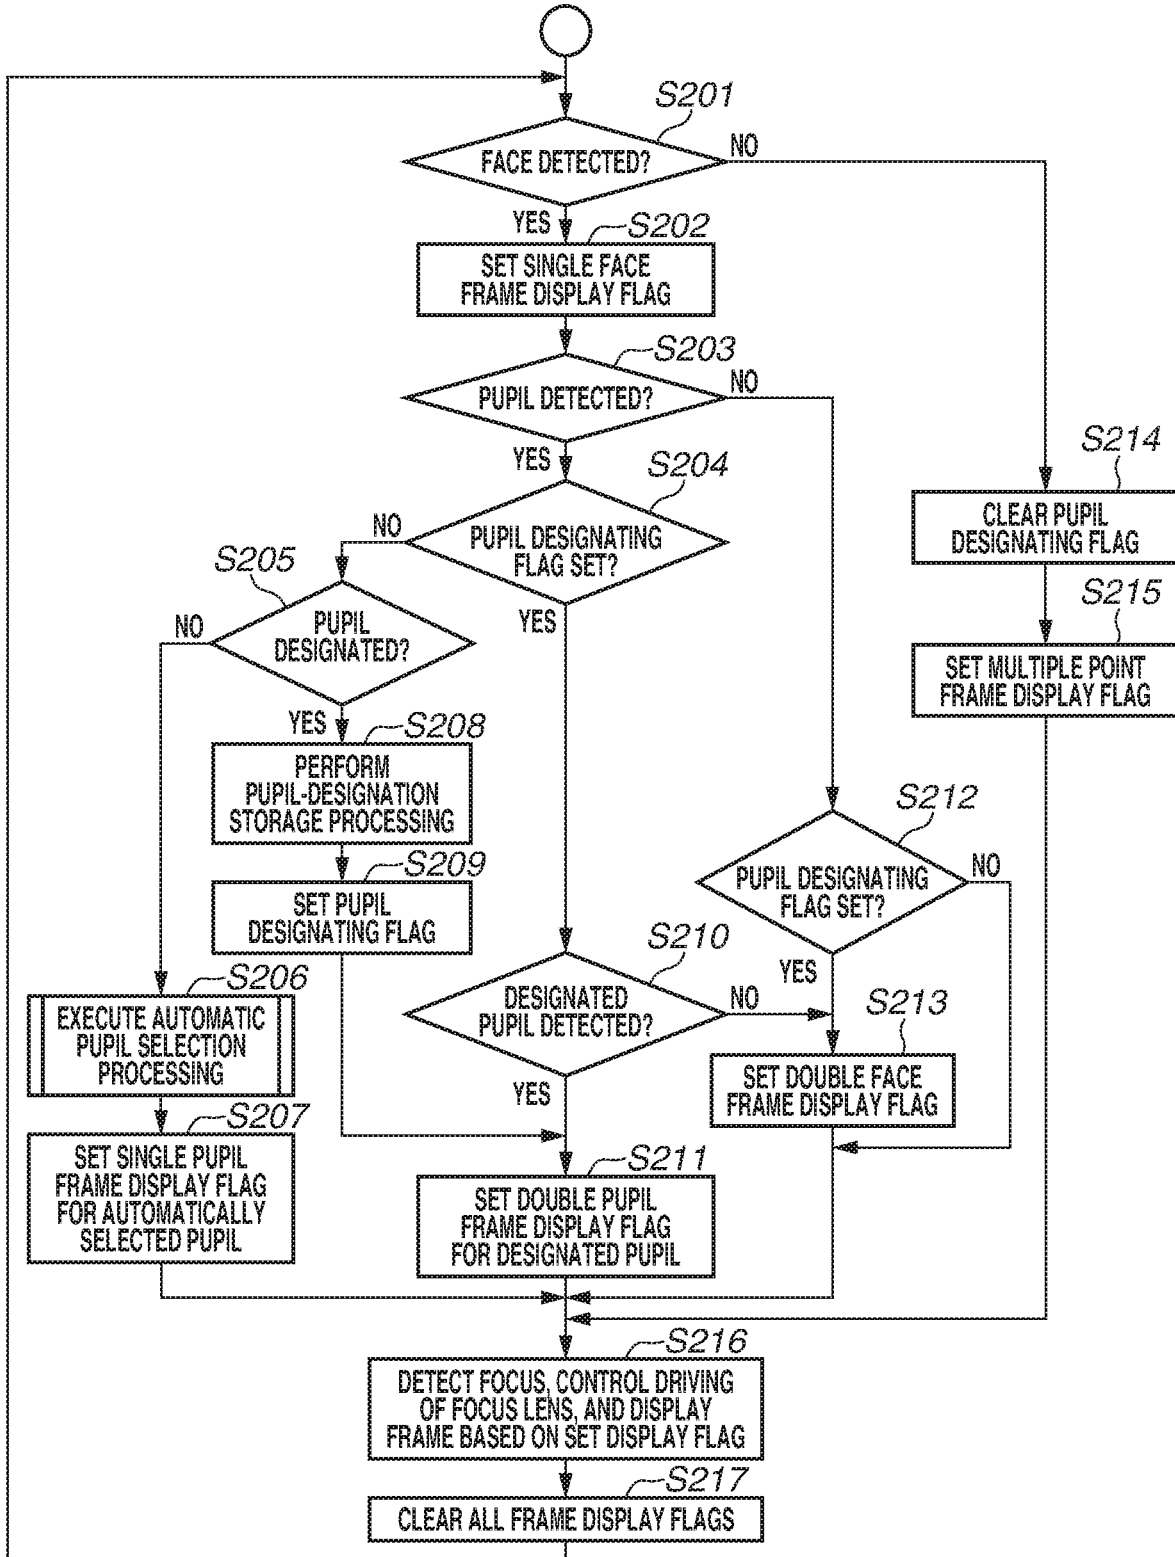 S201
FACE DETECTED?
NO
YES
S202
SET SINGLE FACE
FRAME DISPLAY FLAG
S203
PUPIL DETECTED?
NO
YES
S204
PUPIL DESIGNATING
FLAG SET?
NO
YES
S214
CLEAR PUPIL
DESIGNATING FLAG
S215
SET MULTIPLE POINT
FRAME DISPLAY FLAG
S205
PUPIL
DESIGNATED?
NO
YES
S208
PERFORM
PUPIL-DESIGNATION
STORAGE PROCESSING
S209
SET PUPIL
DESIGNATING FLAG
S212
PUPIL DESIGNATING
FLAG SET?
NO
YES
S210
DESIGNATED
PUPIL DETECTED?
NO
YES
S213
SET DOUBLE FACE
FRAME DISPLAY FLAG
S206
EXECUTE AUTOMATIC
PUPIL SELECTION
PROCESSING
S207
SET SINGLE PUPIL
FRAME DISPLAY FLAG
FOR AUTOMATICALLY
SELECTED PUPIL
S211
SET DOUBLE PUPIL
FRAME DISPLAY FLAG
FOR DESIGNATED PUPIL
S216
DETECT FOCUS, CONTROL DRIVING
OF FOCUS LENS, AND DISPLAY
FRAME BASED ON SET DISPLAY FLAG
S217
CLEAR ALL FRAME DISPLAY FLAGS